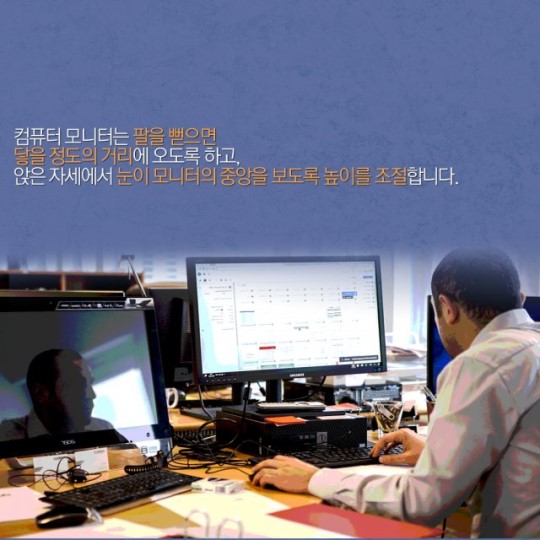 컴퓨터 모니터는 팔을 뻗으면
닿을 정도의 거리에 오도록 하고,
앉은 자세에서 눈이 모니터의 중앙을 보도록 높이를 조절합니다.
SAMSUNG